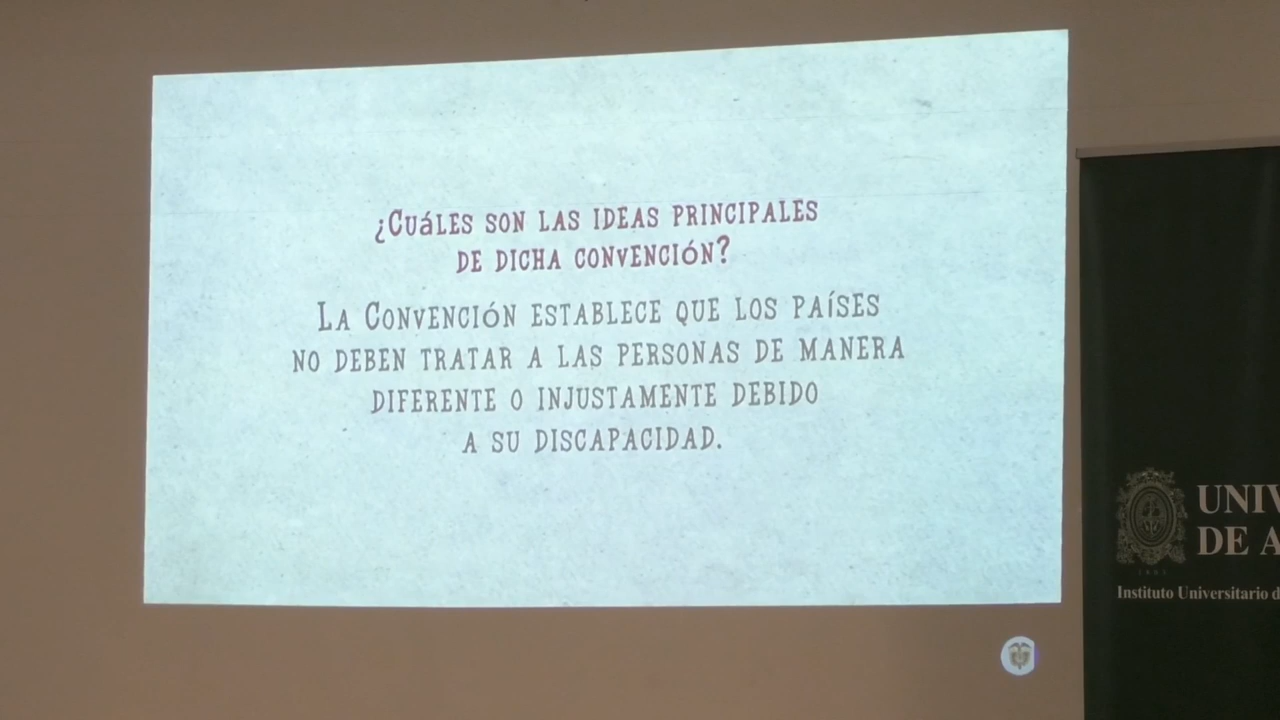 ¿Cuáles son las ideas principales
de dicha convención?
La Convención establece que los países
no deben tratar a las personas de manera
diferente o injustamente debido
a su discapacidad.
UNIV
DE A
Instituto Universitario d